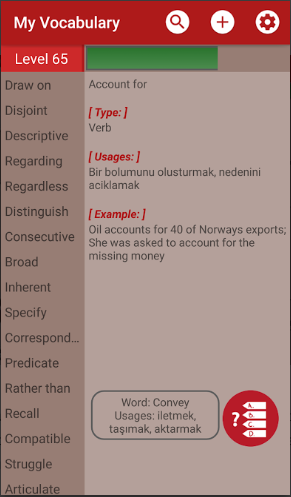 My Vocabulary
Level 65
Draw on
Disjoint
Descriptive
Regarding
Regardless
Distinguish
Consecutive
Broad
Inherent
Specify
Correspond...
Predicate
Rather than
Recall
Compatible
Struggle
Articulate
Account for
[ Type: ]
Verb
[ Usages: ]
Bir bolumunu olusturmak, nedenini
aciklamak
[ Example: ]
Oil accounts for 40 of Norways exports;
She was asked to account for the
missing money
Word: Convey
Usages: iletmek,
taşımak, aktarmak
?
A.
B.
C.
D